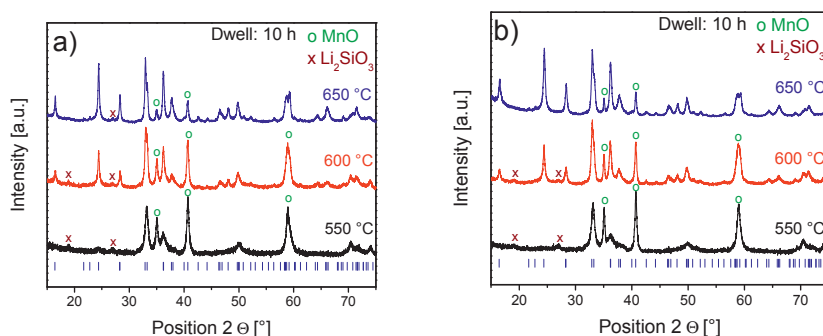 a)
Dwell: 10 h
o MnO
x Li₂SiO₃
o
o
x
650 °C
o
o
o
x
x
600 °C
o
o
o
x
x
550 °C
Intensity [a.u.]
20 30 40 50 60 70
Position 2 Θ [°]
b)
Dwell: 10 h
o MnO
x Li₂SiO₃
o
o
650 °C
o
o
o
x
x
600 °C
o
o
o
x
x
550 °C
Intensity [a.u.]
20 30 40 50 60 70
Position 2 Θ [°]